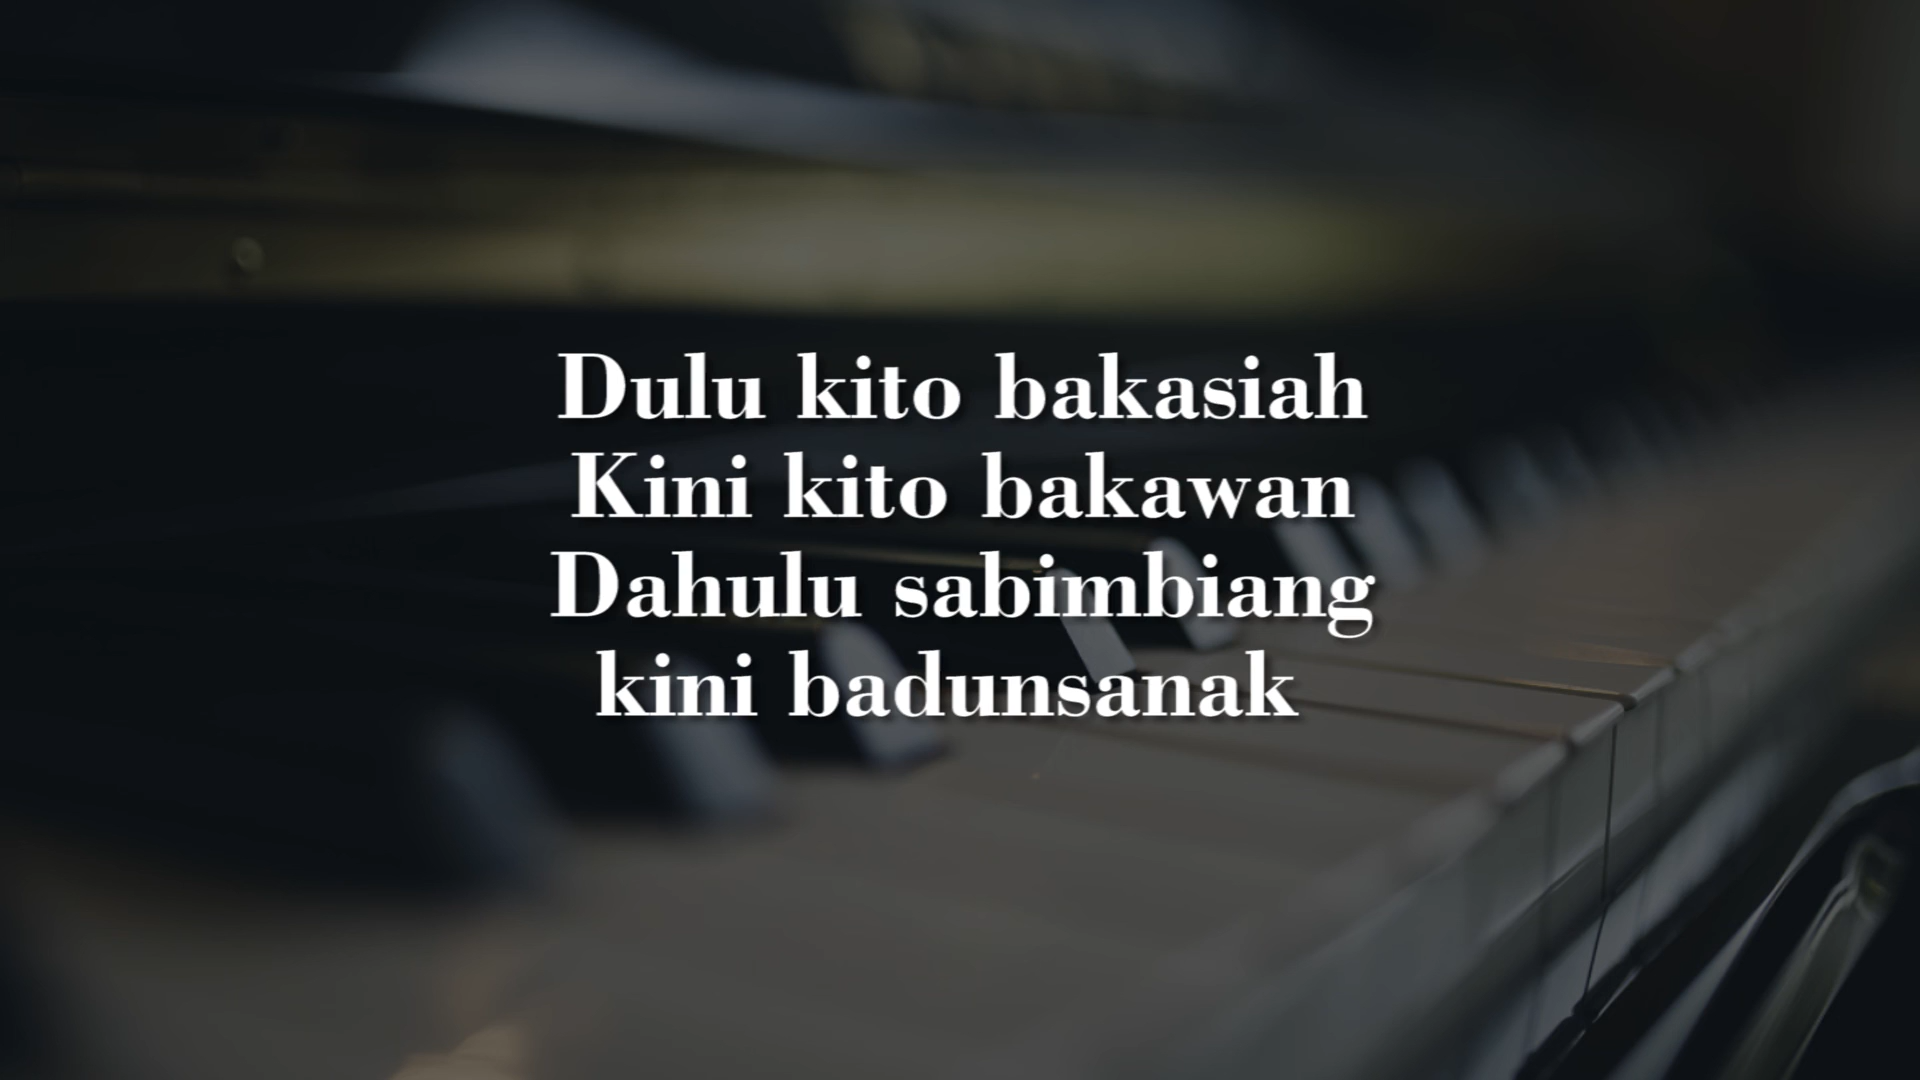 Dulu kito bakasiah
Kini kito bakawan
Dahulu sabimbiang
kini badunsanak